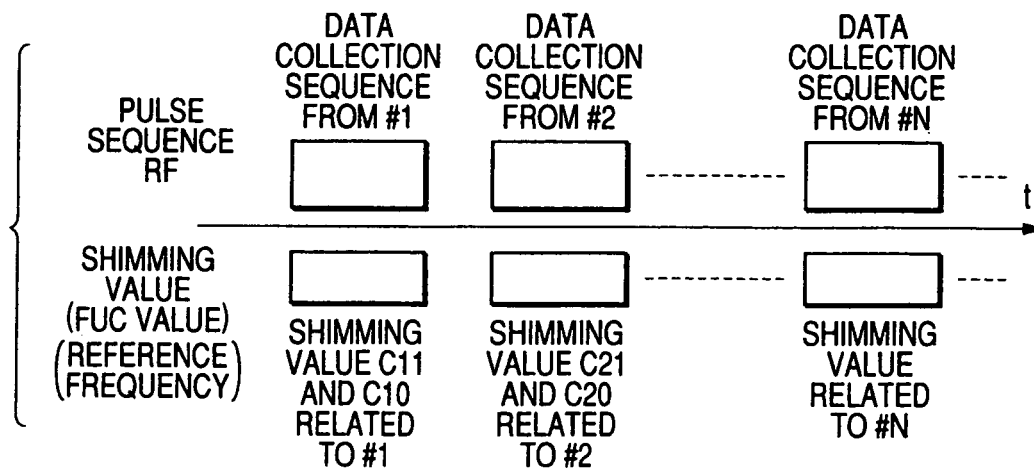 DATA
COLLECTION
SEQUENCE
FROM #1
DATA
COLLECTION
SEQUENCE
FROM #2
DATA
COLLECTION
SEQUENCE
FROM #N
PULSE
SEQUENCE
RF
t
SHIMMING
VALUE
(FUC VALUE)
(REFERENCE
FREQUENCY)
SHIMMING
VALUE C11
AND C10
RELATED
TO #1
SHIMMING
VALUE C21
AND C20
RELATED
TO #2
SHIMMING
VALUE
RELATED
TO #N